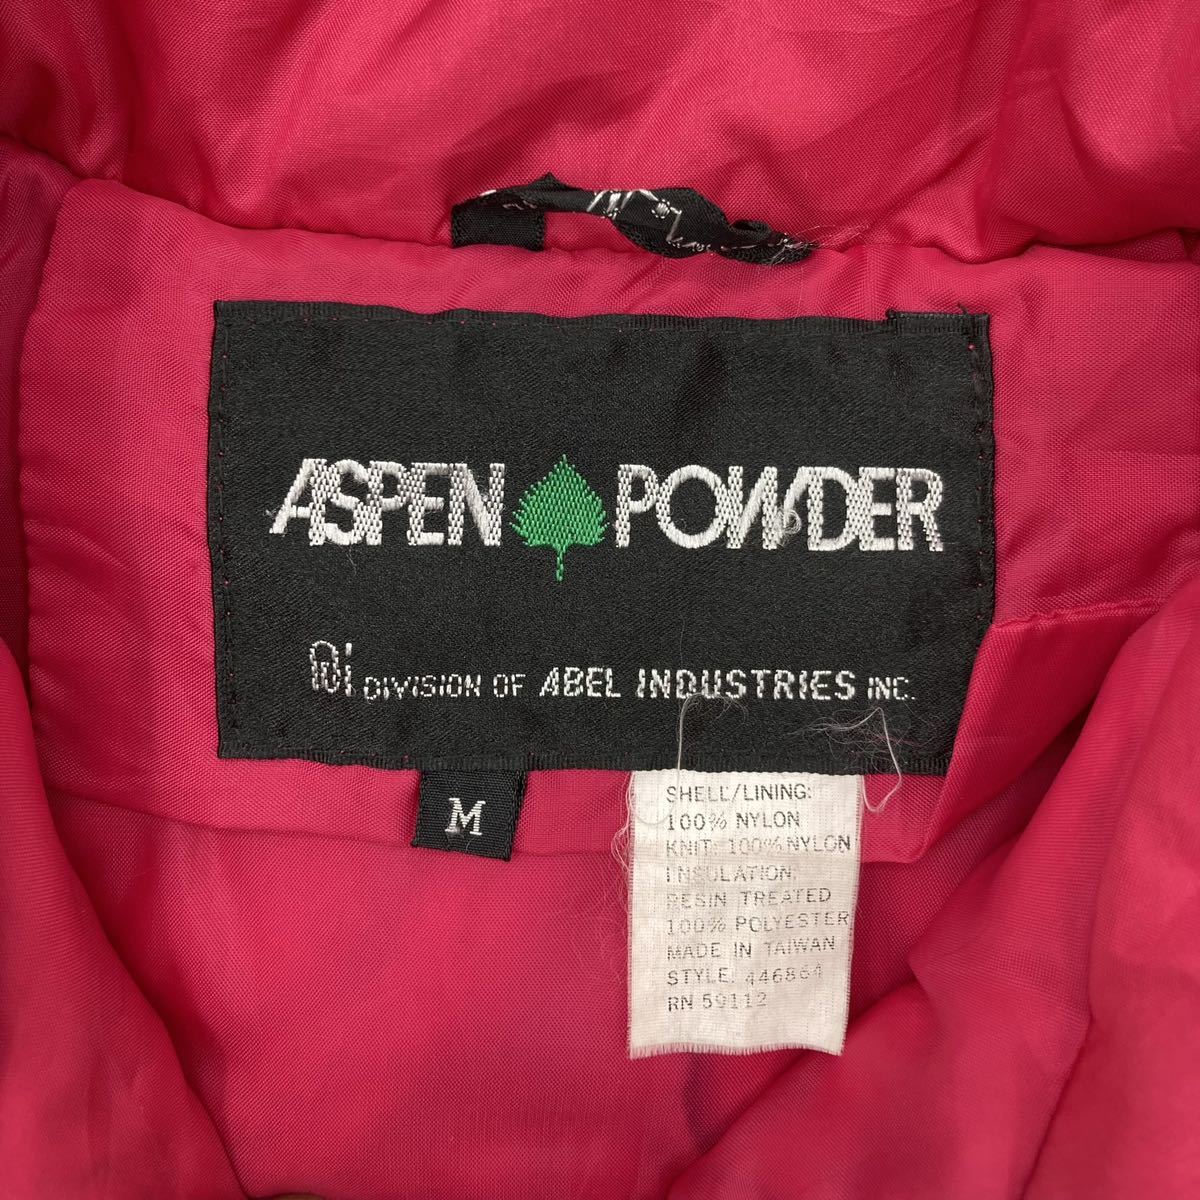 ASPEN POWDER
ai DIVISION OF ABEL INDUSTRIES INC.
M
SHELL/LINING:
100% NYLON
KNIT: 100% NYLON
INSULATION:
RESIN TREATED
100% POLYESTER
MADE IN TAIWAN
STYLE. 446864
RN 59112